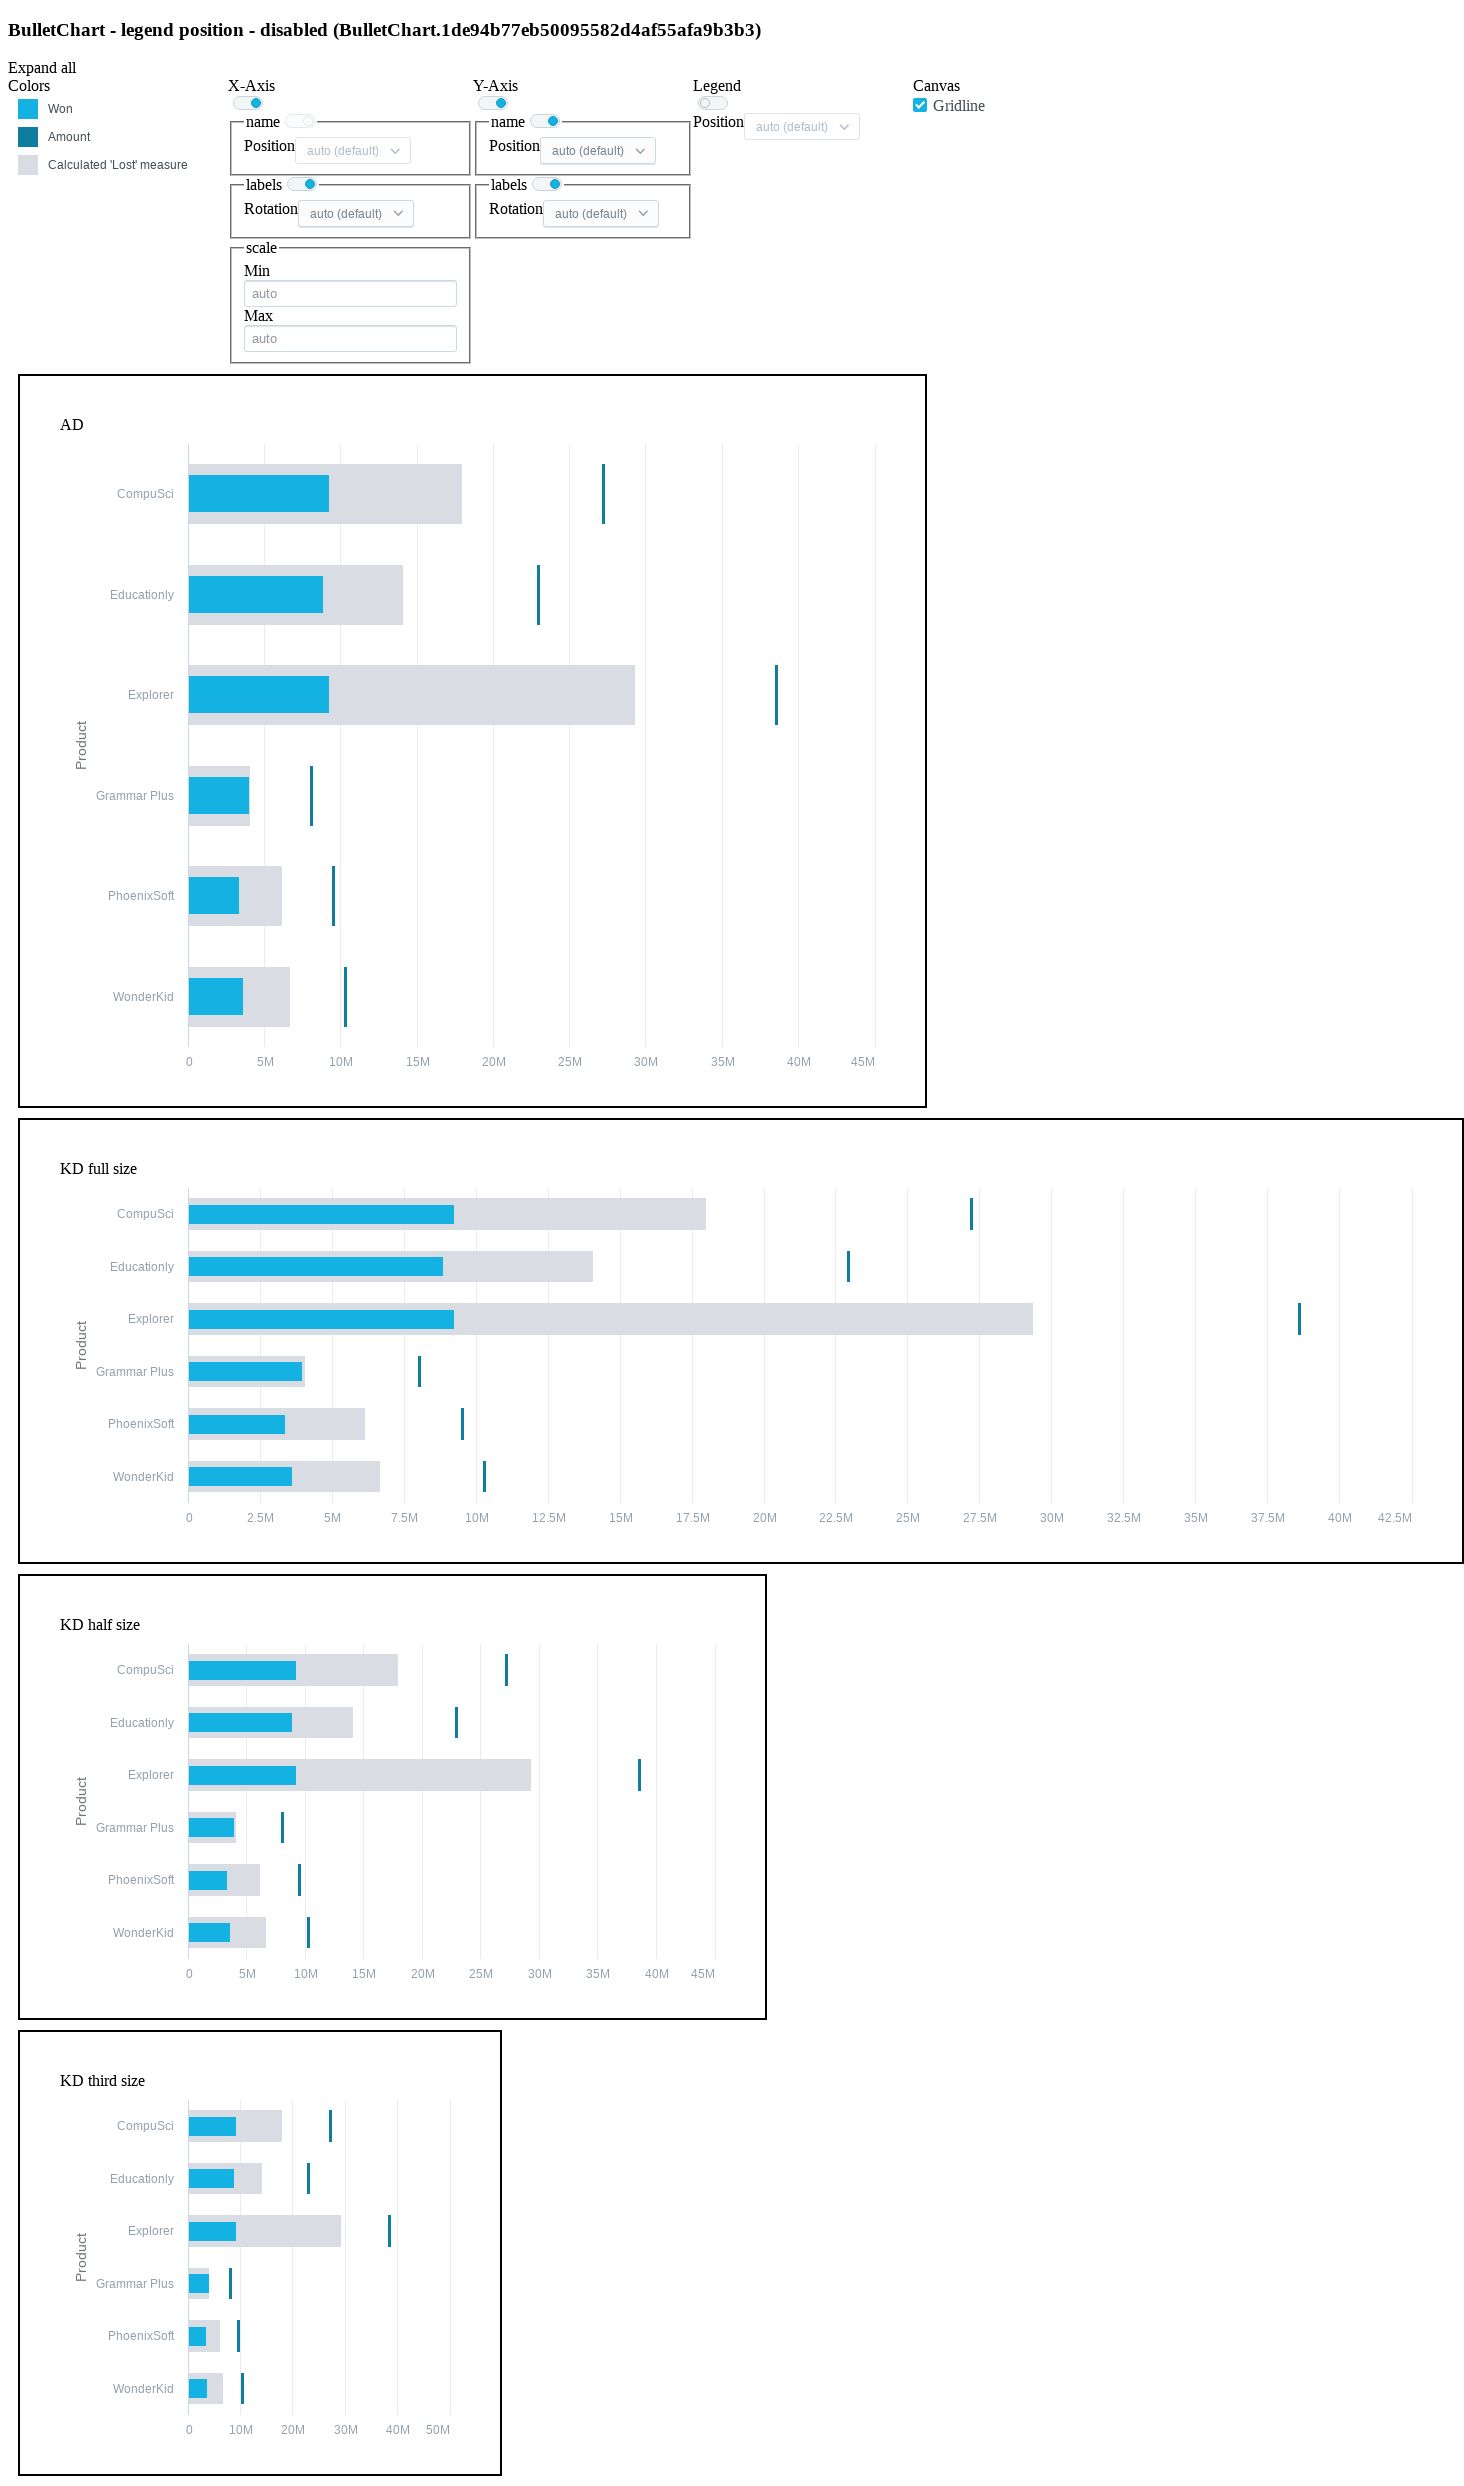 BulletChart - legend position - disabled (BulletChart.1de94b77eb50095582d4af55afa9b3b3)
Expand all
Colors
Won
Amount
Calculated 'Lost' measure
X-Axis
name
Position auto (default)
labels
Rotation auto (default)
scale
Min
auto
Max
auto
Y-Axis
name
Position auto (default)
labels
Rotation auto (default)
Legend
Position auto (default)
Canvas
Gridline
AD
Product
CompuSci
Educationly
Explorer
Grammar Plus
PhoenixSoft
WonderKid
0 5M 10M 15M 20M 25M 30M 35M 40M 45M
KD full size
Product
CompuSci
Educationly
Explorer
Grammar Plus
PhoenixSoft
WonderKid
0 2.5M 5M 7.5M 10M 12.5M 15M 17.5M 20M 22.5M 25M 27.5M 30M 32.5M 35M 37.5M 40M 42.5M
KD half size
Product
CompuSci
Educationly
Explorer
Grammar Plus
PhoenixSoft
WonderKid
0 5M 10M 15M 20M 25M 30M 35M 40M 45M
KD third size
Product
CompuSci
Educationly
Explorer
Grammar Plus
PhoenixSoft
WonderKid
0 10M 20M 30M 40M 50M